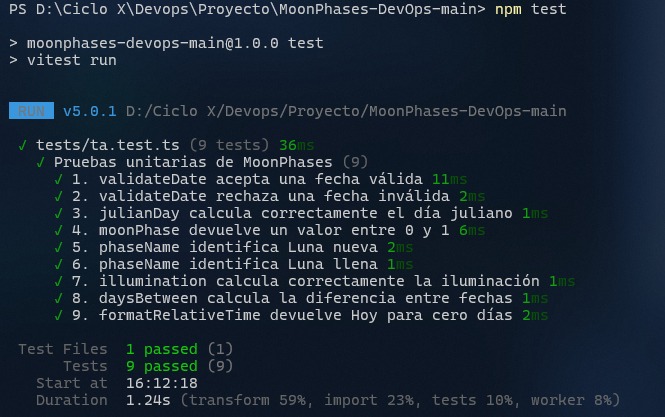 PS D:\Ciclo X\Devops\Proyecto\MoonPhases-DevOps-main> npm test
> moonphases-devops-main@1.0.0 test
> vitest run
RUN v5.0.1 D:/Ciclo X/Devops/Proyecto/MoonPhases-DevOps-main
✓ tests/ta.test.ts (9 tests) 36ms
✓ Pruebas unitarias de MoonPhases (9)
✓ 1. validateDate acepta una fecha válida 11ms
✓ 2. validateDate rechaza una fecha inválida 2ms
✓ 3. julianDay calcula correctamente el día juliano 1ms
✓ 4. moonPhase devuelve un valor entre 0 y 1 6ms
✓ 5. phaseName identifica Luna nueva 2ms
✓ 6. phaseName identifica Luna llena 1ms
✓ 7. illumination calcula correctamente la iluminación 1ms
✓ 8. daysBetween calcula la diferencia entre fechas 1ms
✓ 9. formatRelativeTime devuelve Hoy para cero días 2ms
Test Files 1 passed (1)
Tests 9 passed (9)
Start at 16:12:18
Duration 1.24s (transform 59%, import 23%, tests 10%, worker 8%)